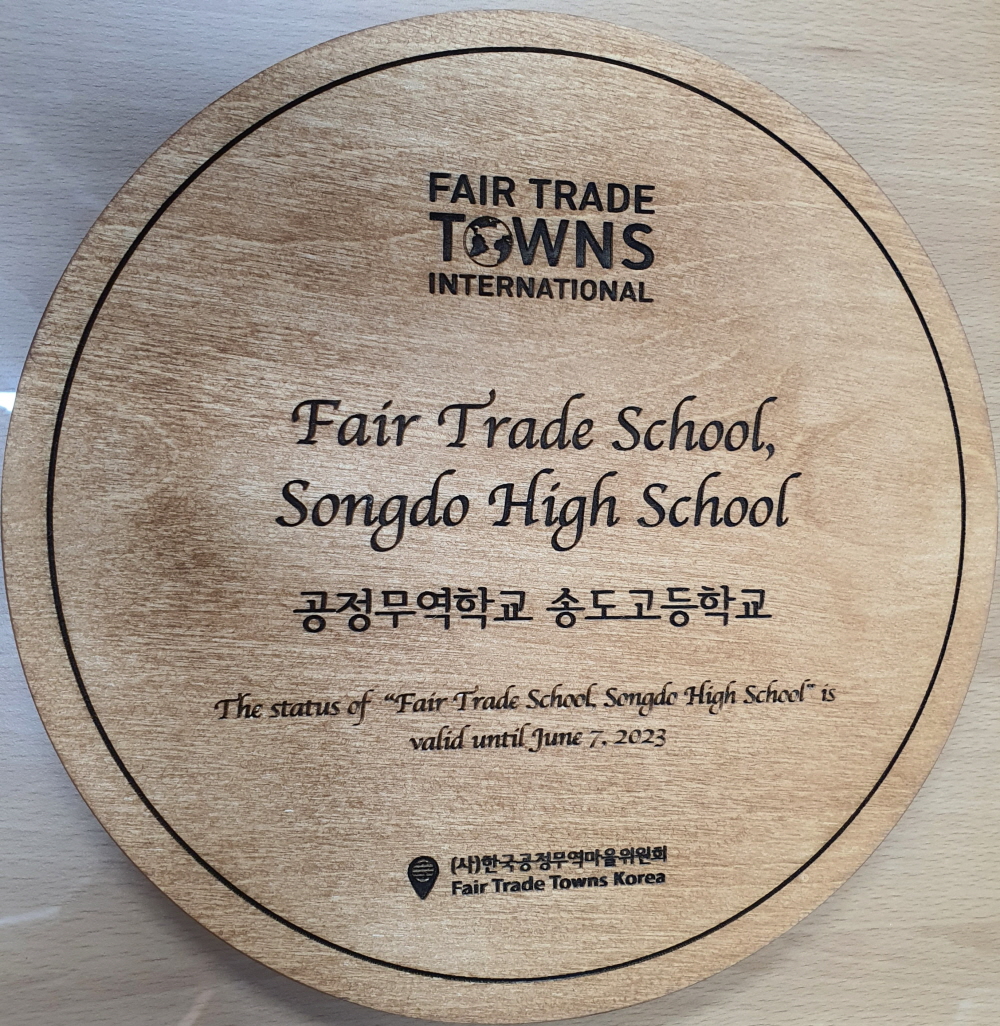 FAIR TRADE
TOWNS
INTERNATIONAL
Fair Trade School,
Songdo High School
공정무역학교 송도고등학교
The status of “Fair Trade School, Songdo High School” is
valid until June 7, 2023
(사)한국공정무역마을위원회
Fair Trade Towns Korea